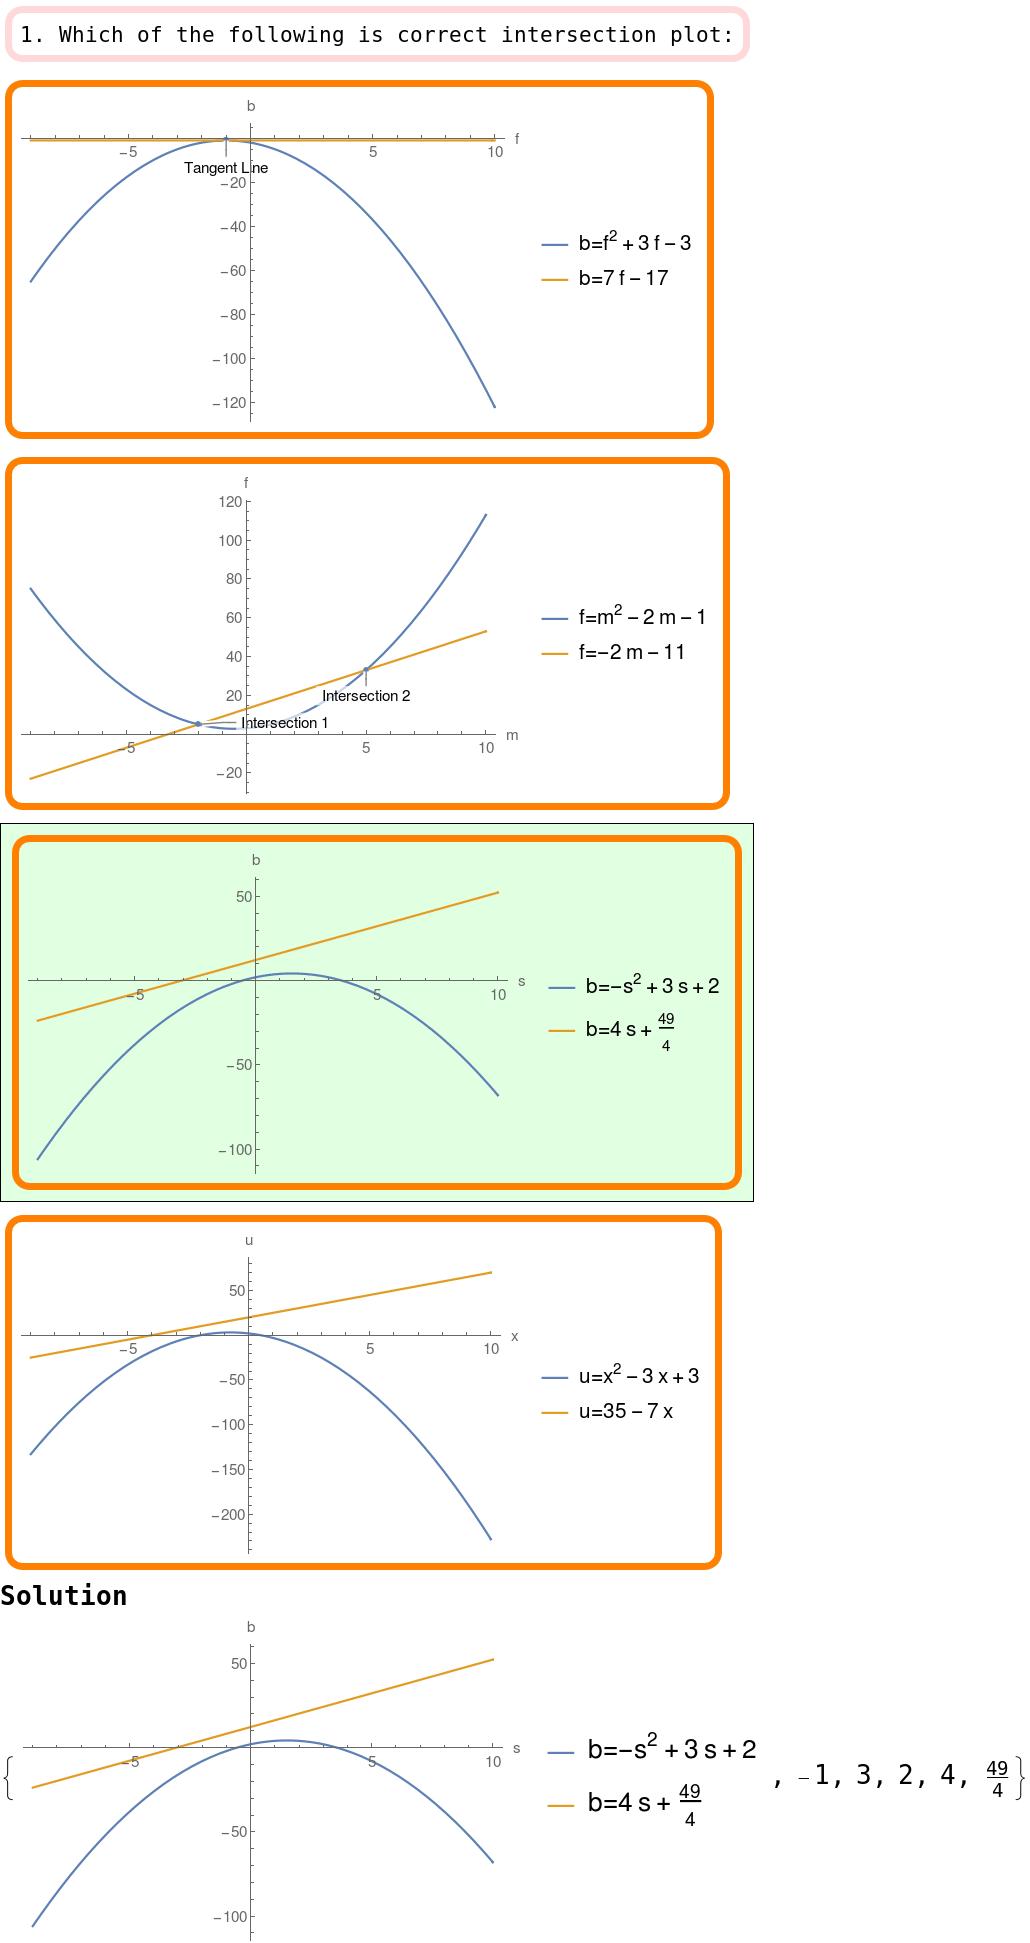 1. Which of the following is correct intersection plot:
b
f
−5
5
10
Tangent Line
−20
−40
−60
−80
−100
−120
b=f² + 3 f − 3
b=7 f − 17
f
120
100
80
60
40
20
−20
Intersection 2
Intersection 1
−5
5
10
m
f=m² − 2 m − 1
f=−2 m − 11
b
50
s
−5
5
10
−50
−100
b=−s² + 3 s + 2
b=4 s + 49/4
u
50
x
−5
5
10
−50
−100
−150
−200
u=x² − 3 x + 3
u=35 − 7 x
Solution
b
50
s
−5
5
10
−50
−100
b=−s² + 3 s + 2
b=4 s + 49/4
{ , −1, 3, 2, 4, 49/4}